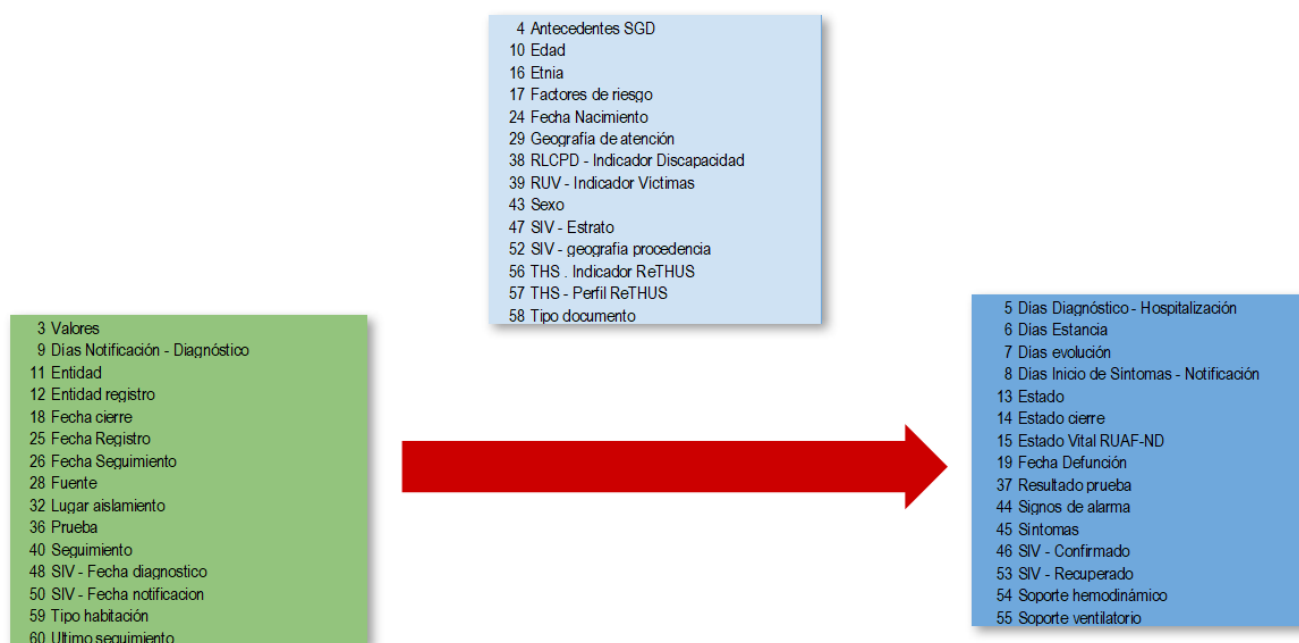 4 Antecedentes SGD
10 Edad
16 Etnia
17 Factores de riesgo
24 Fecha Nacimiento
29 Geografía de atención
38 RLCPD - Indicador Discapacidad
39 RUV - Indicador Victimas
43 Sexo
47 SIV - Estrato
52 SIV - geografia procedencia
56 THS . Indicador ReTHUS
57 THS - Perfil ReTHUS
58 Tipo documento
3 Valores
9 Días Notificación - Diagnóstico
11 Entidad
12 Entidad registro
18 Fecha cierre
25 Fecha Registro
26 Fecha Seguimiento
28 Fuente
32 Lugar aislamiento
36 Prueba
40 Seguimiento
48 SIV - Fecha diagnostico
50 SIV - Fecha notificacion
59 Tipo habitación
60 Ultimo seguimiento
5 Dias Diagnóstico - Hospitalización
6 Dias Estancia
7 Dias evolución
8 Dias Inicio de Síntomas - Notificación
13 Estado
14 Estado cierre
15 Estado Vital RUAF-ND
19 Fecha Defunción
37 Resultado prueba
44 Signos de alarma
45 Sintomas
46 SIV - Confirmado
53 SIV - Recuperado
54 Soporte hemodinámico
55 Soporte ventilatorio